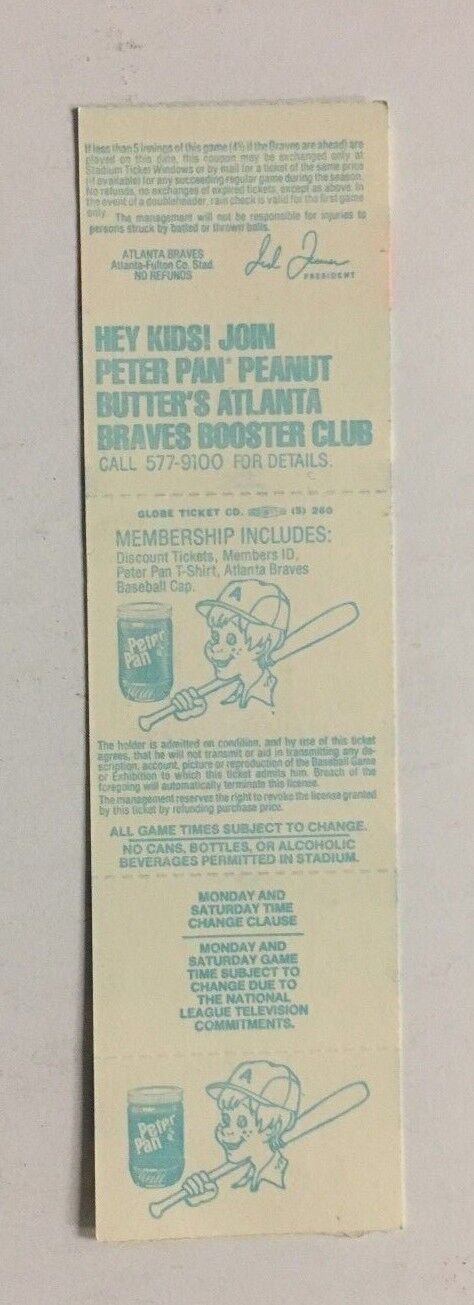 If less than 5 innings of this game (4½ if the Braves are ahead) are
played on this date, this coupon may be exchanged only at
Stadium Ticket Windows or by mail for a ticket of the same price
(if available) for any succeeding regular game during the season.
No refunds, no exchanges of expired tickets, except as above. In
the event of a doubleheader, rain check is valid for the first game
only. The management will not be responsible for injuries to
persons struck by batted or thrown balls.
ATLANTA BRAVES
Atlanta-Fulton Co. Stad.
NO REFUNDS
PRESIDENT
HEY KIDS! JOIN
PETER PAN® PEANUT
BUTTER'S ATLANTA
BRAVES BOOSTER CLUB
CALL 577-9100 FOR DETAILS.
GLOBE TICKET CO. (5) 260
MEMBERSHIP INCLUDES:
Discount Tickets, Members ID,
Peter Pan T-Shirt, Atlanta Braves
Baseball Cap.
A
Peter
Pan
The holder is admitted on condition, and by use of this ticket
agrees, that he will not transmit or aid in transmitting any de-
scription, account, picture or reproduction of the Baseball Game
or Exhibition to which this ticket admits him. Breach of the
foregoing will automatically terminate this license.
The management reserves the right to revoke the license granted
by this ticket by refunding purchase price.
ALL GAME TIMES SUBJECT TO CHANGE.
NO CANS, BOTTLES, OR ALCOHOLIC
BEVERAGES PERMITTED IN STADIUM.
MONDAY AND
SATURDAY TIME
CHANGE CLAUSE
MONDAY AND
SATURDAY GAME
TIME SUBJECT TO
CHANGE DUE TO
THE NATIONAL
LEAGUE TELEVISION
COMMITMENTS.
A
Peter
Pan